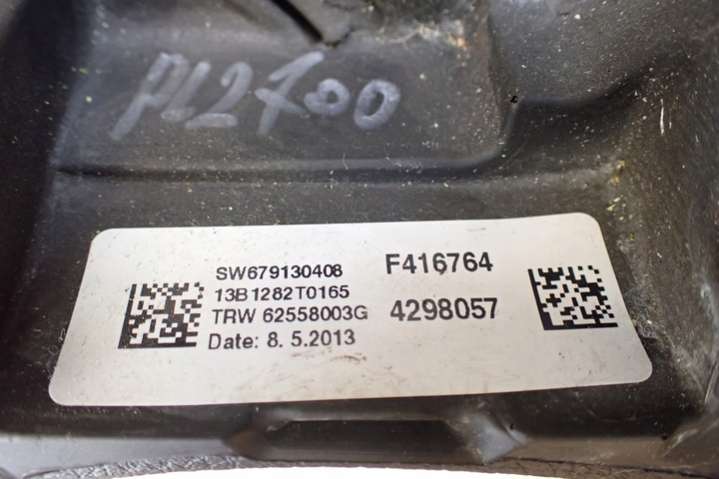 PL2700
SW679130408 F416764
13B1282T0165
TRW 62558003G 4298057
Date: 8. 5.2013